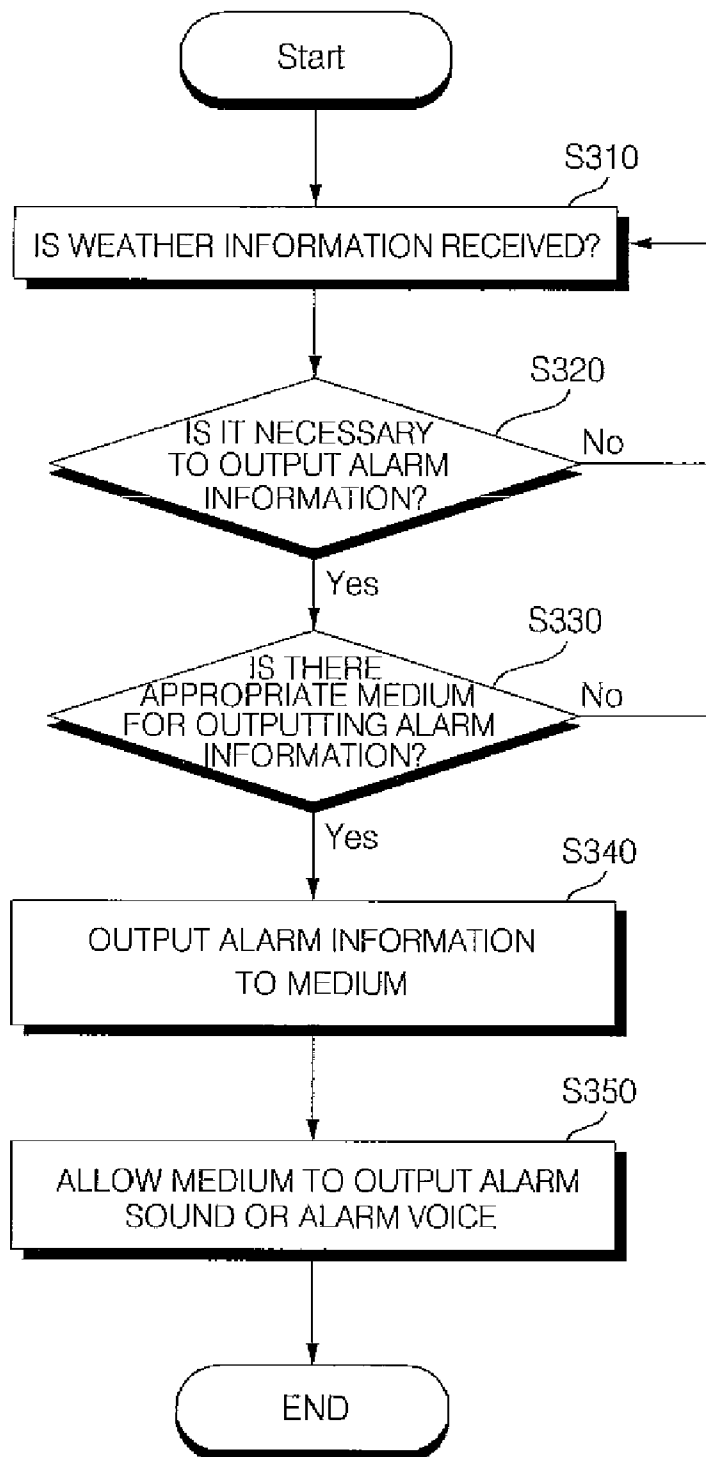 Start
S310
IS WEATHER INFORMATION RECEIVED?
S320
IS IT NECESSARY
TO OUTPUT ALARM
INFORMATION?
No
Yes
S330
IS THERE
APPROPRIATE MEDIUM
FOR OUTPUTTING ALARM
INFORMATION?
No
Yes
S340
OUTPUT ALARM INFORMATION
TO MEDIUM
S350
ALLOW MEDIUM TO OUTPUT ALARM
SOUND OR ALARM VOICE
END